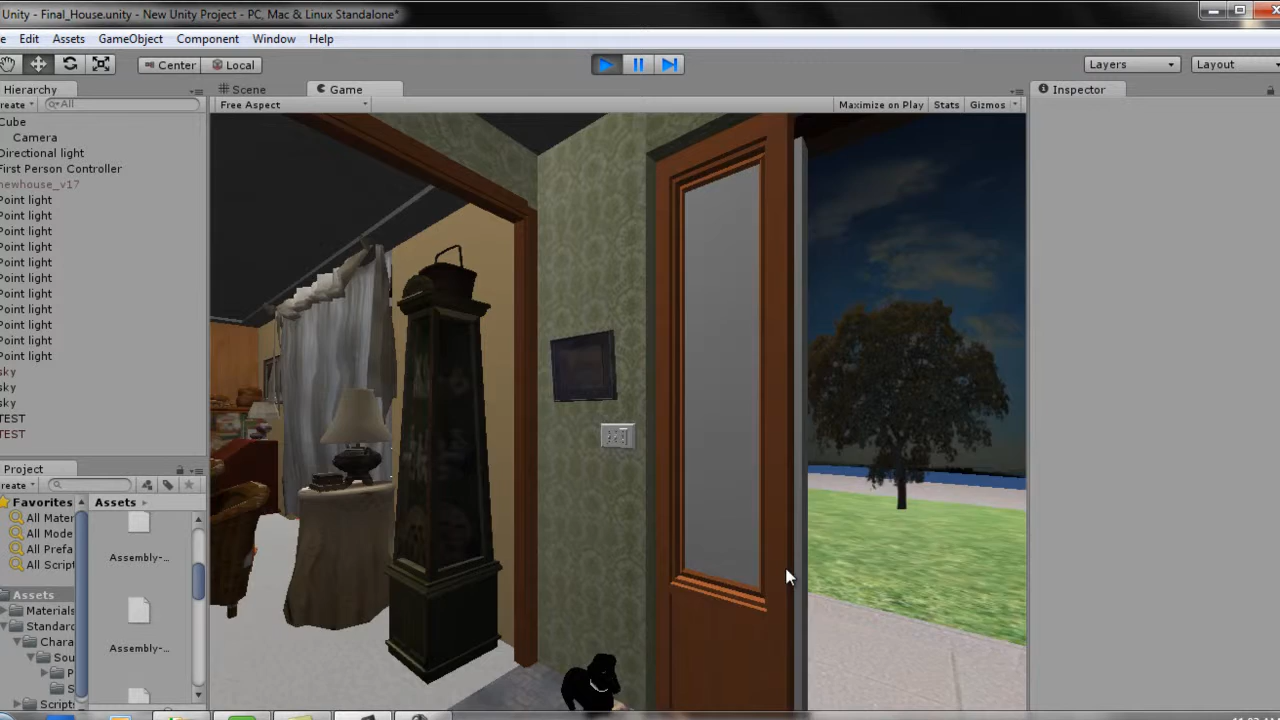 Unity - Final_House.unity - New Unity Project - PC, Mac & Linux Standalone*
e Edit Assets GameObject Component Window Help
Center Local Layers Layout
Hierarchy Scene Game Inspector
reate All Free Aspect Maximize on Play Stats Gizmos
Cube
Camera
Directional light
First Person Controller
newhouse_v17
Point light
Point light
Point light
Point light
Point light
Point light
Point light
Point light
Point light
Point light
Point light
sky
sky
sky
TEST
TEST
Project
reate
Favorites Assets
All Mater
All Mode
All Prefa
All Script
Assembly-...
Assets
Materials
Standard
Chara
Sou
P
S
Scripts
Assembly-...